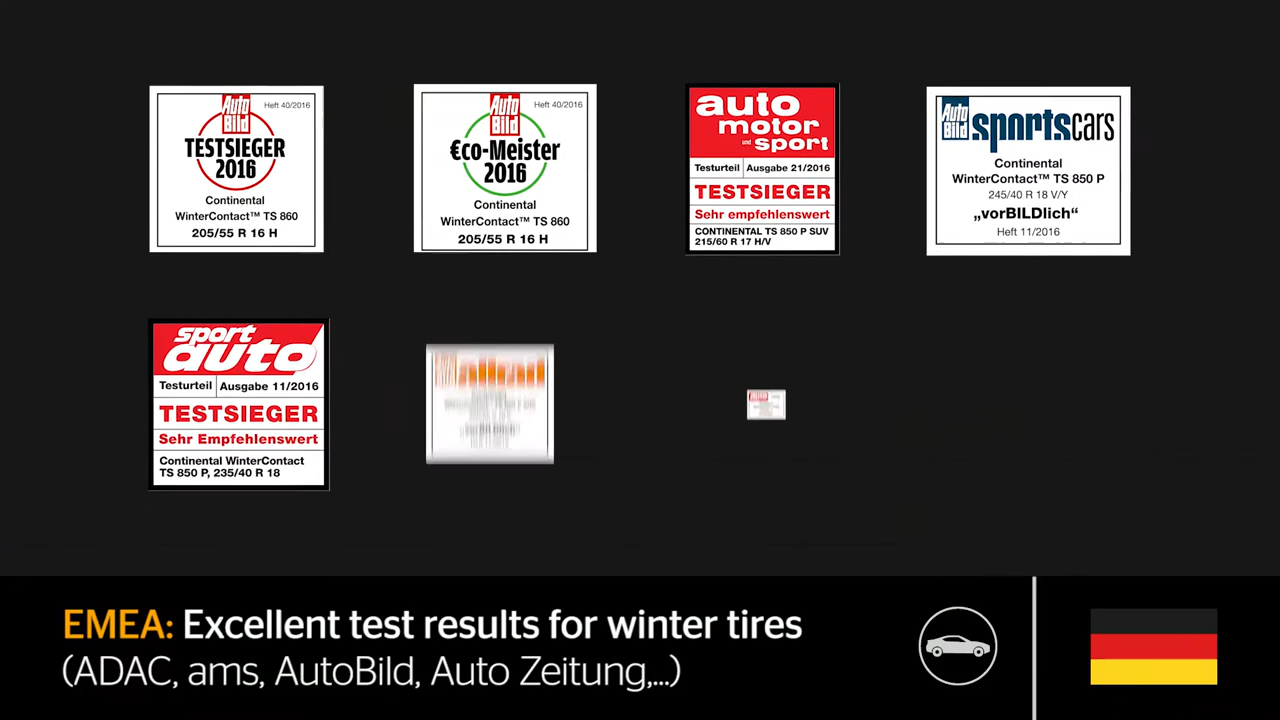 Auto
Bild
Heft 40/2016
TESTSIEGER
2016
Continental
WinterContact™ TS 860
205/55 R 16 H
Auto
Bild
Heft 40/2016
€co-Meister
2016
Continental
WinterContact™ TS 860
205/55 R 16 H
auto
motor
und sport
Testurteil Ausgabe 21/2016
TESTSIEGER
Sehr empfehlenswert
CONTINENTAL TS 850 P SUV
215/60 R 17 H/V
Auto
Bild sportscars
Continental
WinterContact™ TS 850 P
245/40 R 18 V/Y
„vorBILDlich“
Heft 11/2016
sport
auto
Testurteil Ausgabe 11/2016
TESTSIEGER
Sehr Empfehlenswert
Continental WinterContact
TS 850 P, 235/40 R 18
EMEA: Excellent test results for winter tires
(ADAC, ams, AutoBild, Auto Zeitung,...)